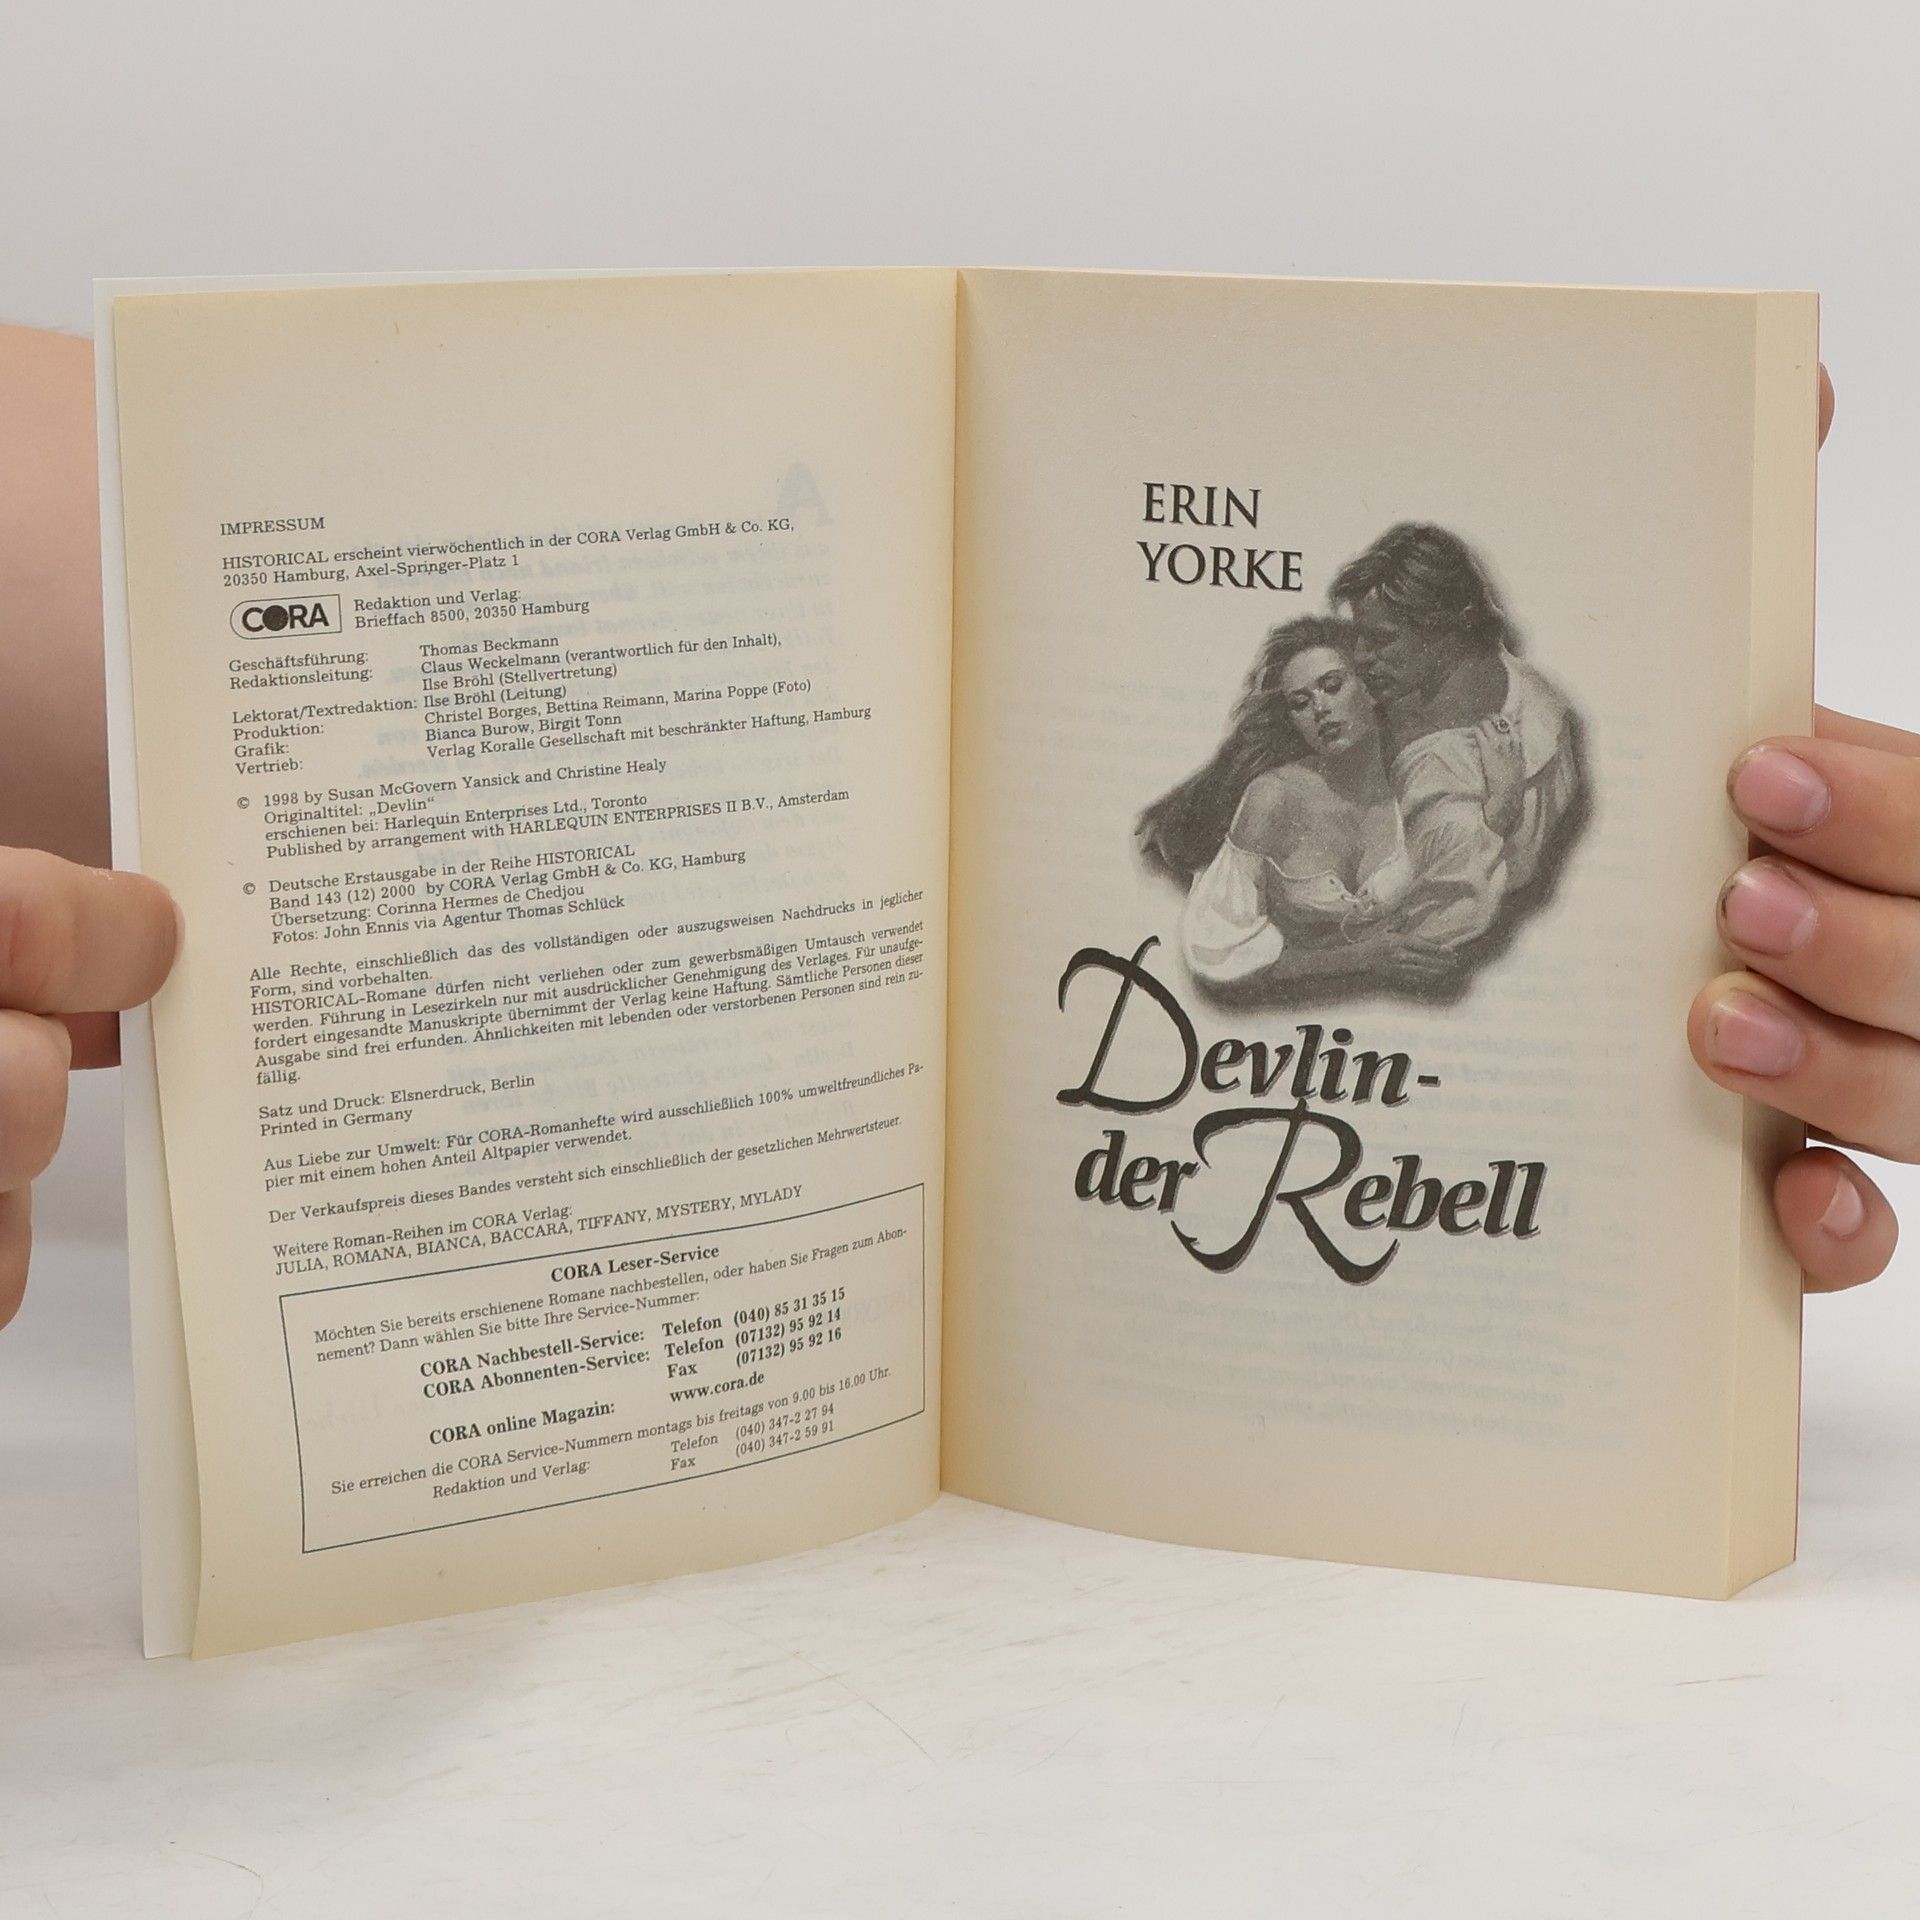 IMPRESSUM
HISTORICAL erscheint vierwöchentlich in der CORA Verlag GmbH & Co. KG,
20350 Hamburg, Axel-Springer-Platz 1
CORA
Redaktion und Verlag:
Brieffach 8500, 20350 Hamburg
Geschäftsführung: Thomas Beckmann
Redaktionsleitung: Claus Weckelmann (verantwortlich für den Inhalt),
Ilse Bröhl (Stellvertretung)
Lektorat/Textredaktion: Ilse Bröhl (Leitung)
Produktion: Christel Borges, Bettina Reimann, Marina Poppe (Foto)
Grafik: Bianca Burow, Birgit Tonn
Vertrieb: Verlag Koralle Gesellschaft mit beschränkter Haftung, Hamburg
© 1998 by Susan McGovern Yansick and Christine Healy
Originaltitel: „Devlin“
erschienen bei: Harlequin Enterprises Ltd., Toronto
Published by arrangement with HARLEQUIN ENTERPRISES II B.V., Amsterdam
© Deutsche Erstausgabe in der Reihe HISTORICAL
Band 143 (12) 2000 by CORA Verlag GmbH & Co. KG, Hamburg
Übersetzung: Corinna Hermes de Chedjou
Fotos: John Ennis via Agentur Thomas Schlück
Alle Rechte, einschließlich das des vollständigen oder auszugsweisen Nachdrucks in jeglicher
Form, sind vorbehalten.
HISTORICAL-Romane dürfen nicht verliehen oder zum gewerbsmäßigen Umtausch verwendet
werden. Führung in Lesezirkeln nur mit ausdrücklicher Genehmigung des Verlages. Für unaufge-
fordert eingesandte Manuskripte übernimmt der Verlag keine Haftung. Sämtliche Personen dieser
Ausgabe sind frei erfunden. Ähnlichkeiten mit lebenden oder verstorbenen Personen sind rein zu-
fällig.
Satz und Druck: Elsnerdruck, Berlin
Printed in Germany
Aus Liebe zur Umwelt: Für CORA-Romanhefte wird ausschließlich 100% umweltfreundliches Pa-
pier mit einem hohen Anteil Altpapier verwendet.
Der Verkaufspreis dieses Bandes versteht sich einschließlich der gesetzlichen Mehrwertsteuer.
Weitere Roman-Reihen im CORA Verlag:
JULIA, ROMANA, BIANCA, BACCARA, TIFFANY, MYSTERY, MYLADY
CORA Leser-Service
Möchten Sie bereits erschienene Romane nachbestellen, oder haben Sie Fragen zum Abon-
nement? Dann wählen Sie bitte Ihre Service-Nummer:
CORA Nachbestell-Service: Telefon (040) 85 31 35 15
CORA Abonnenten-Service: Telefon (07132) 95 92 14
Fax (07132) 95 92 16
CORA online Magazin: www.cora.de
Sie erreichen die CORA Service-Nummern montags bis freitags von 9.00 bis 16.00 Uhr.
Redaktion und Verlag: Telefon (040) 347-2 27 94
Fax (040) 347-2 59 91
ERIN
YORKE
Devlin-
der Rebell